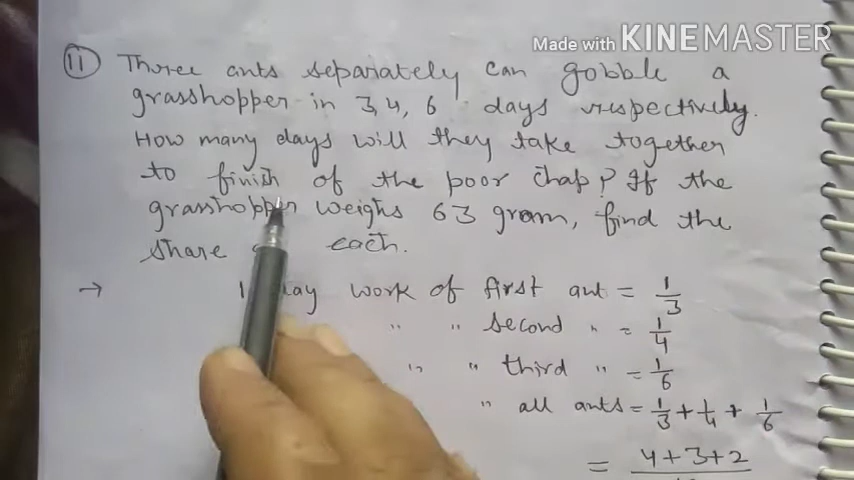 Made with KINEMASTER
11 Three ants separately can gobble a
grasshopper in 3, 4, 6 days respectively.
How many days will they take together
to finish of the poor chap? If the
grasshopper weighs 63 gram, find the
share each.
→ 1 day work of first ant = 1/3
" " second " = 1/4
" " third " = 1/6
" all ants = 1/3 + 1/4 + 1/6
= 4+3+2